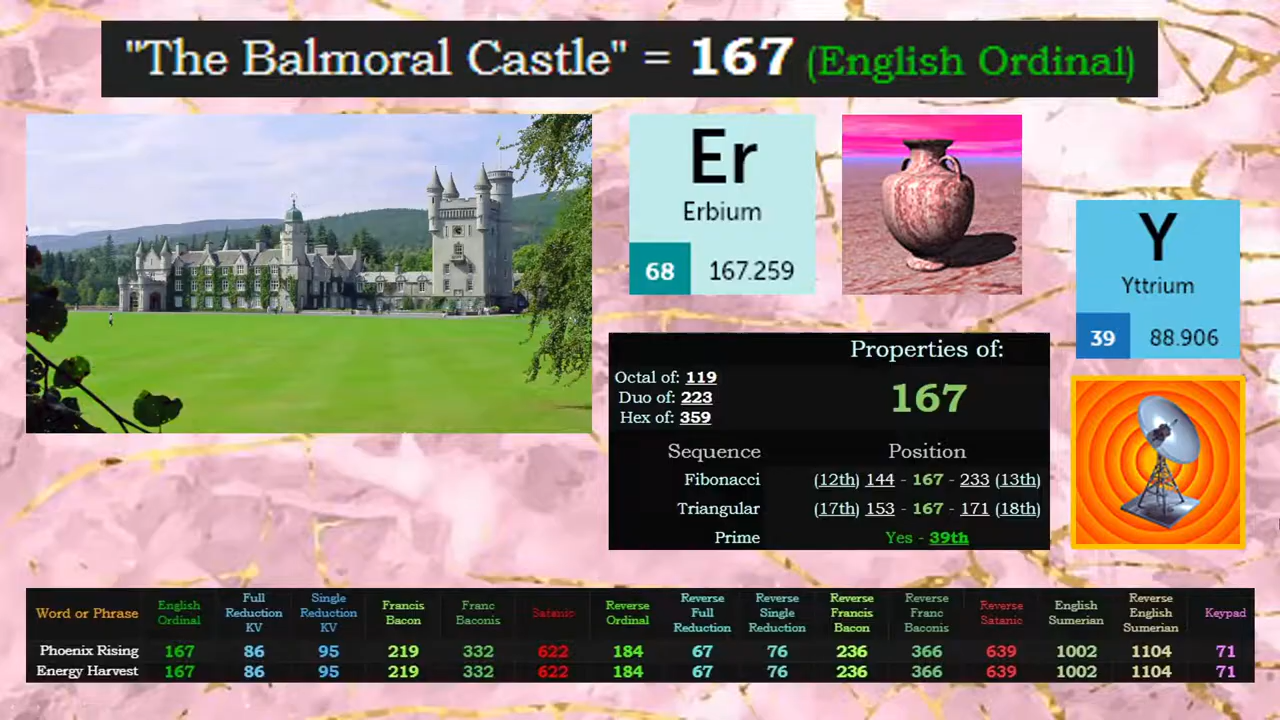 "The Balmoral Castle" = 167 (English Ordinal)
Er
Erbium
68 167.259
Y
Yttrium
39 88.906
Properties of:
167
Octal of: 119
Duo of: 223
Hex of: 359
Sequence Position
Fibonacci (12th) 144 - 167 - 233 (13th)
Triangular (17th) 153 - 167 - 171 (18th)
Prime Yes - 39th
Word or Phrase English Ordinal Full Reduction KV Single Reduction KV Francis Bacon Franc Baconis Satanic Reverse Ordinal Reverse Full Reduction Reverse Single Reduction Reverse Francis Bacon Reverse Franc Baconis Reverse Satanic English Sumerian Reverse English Sumerian Keypad
Phoenix Rising 167 86 95 219 332 622 184 67 76 236 366 639 1002 1104 71
Energy Harvest 167 86 95 219 332 622 184 67 76 236 366 639 1002 1104 71